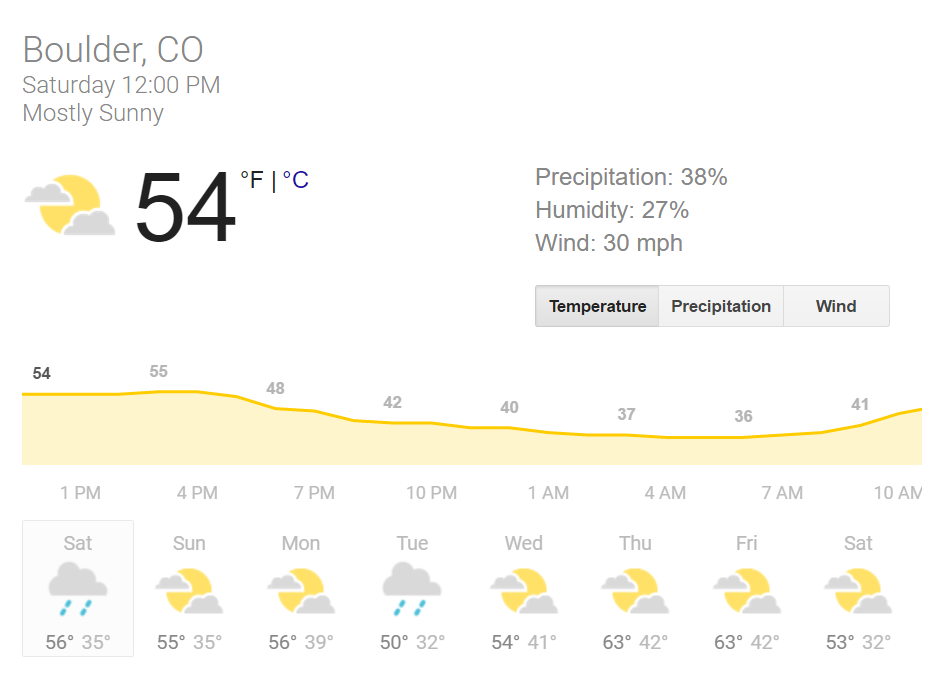 Boulder, CO
Saturday 12:00 PM
Mostly Sunny
54 °F | °C
Precipitation: 38%
Humidity: 27%
Wind: 30 mph
Temperature Precipitation Wind
54 55 48 42 40 37 36 41
1 PM 4 PM 7 PM 10 PM 1 AM 4 AM 7 AM 10 AM
Sat Sun Mon Tue Wed Thu Fri Sat
56° 35° 55° 35° 56° 39° 50° 32° 54° 41° 63° 42° 63° 42° 53° 32°